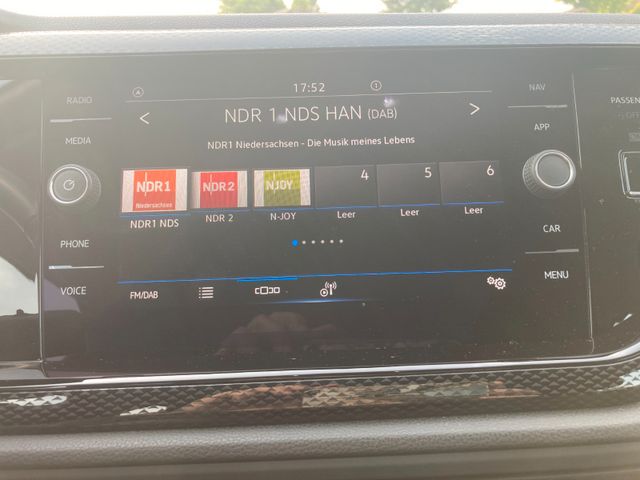 17:52
RADIO
NAV
NDR 1 NDS HAN (DAB)
PASSEN
MEDIA
APP
NDR1 Niedersachsen - Die Musik meines Lebens
NDR1
Niedersachsen
NDR 2
N-JOY
4
5
6
NDR1 NDS
NDR 2
N-JOY
Leer
Leer
Leer
PHONE
CAR
VOICE
FM/DAB
MENU